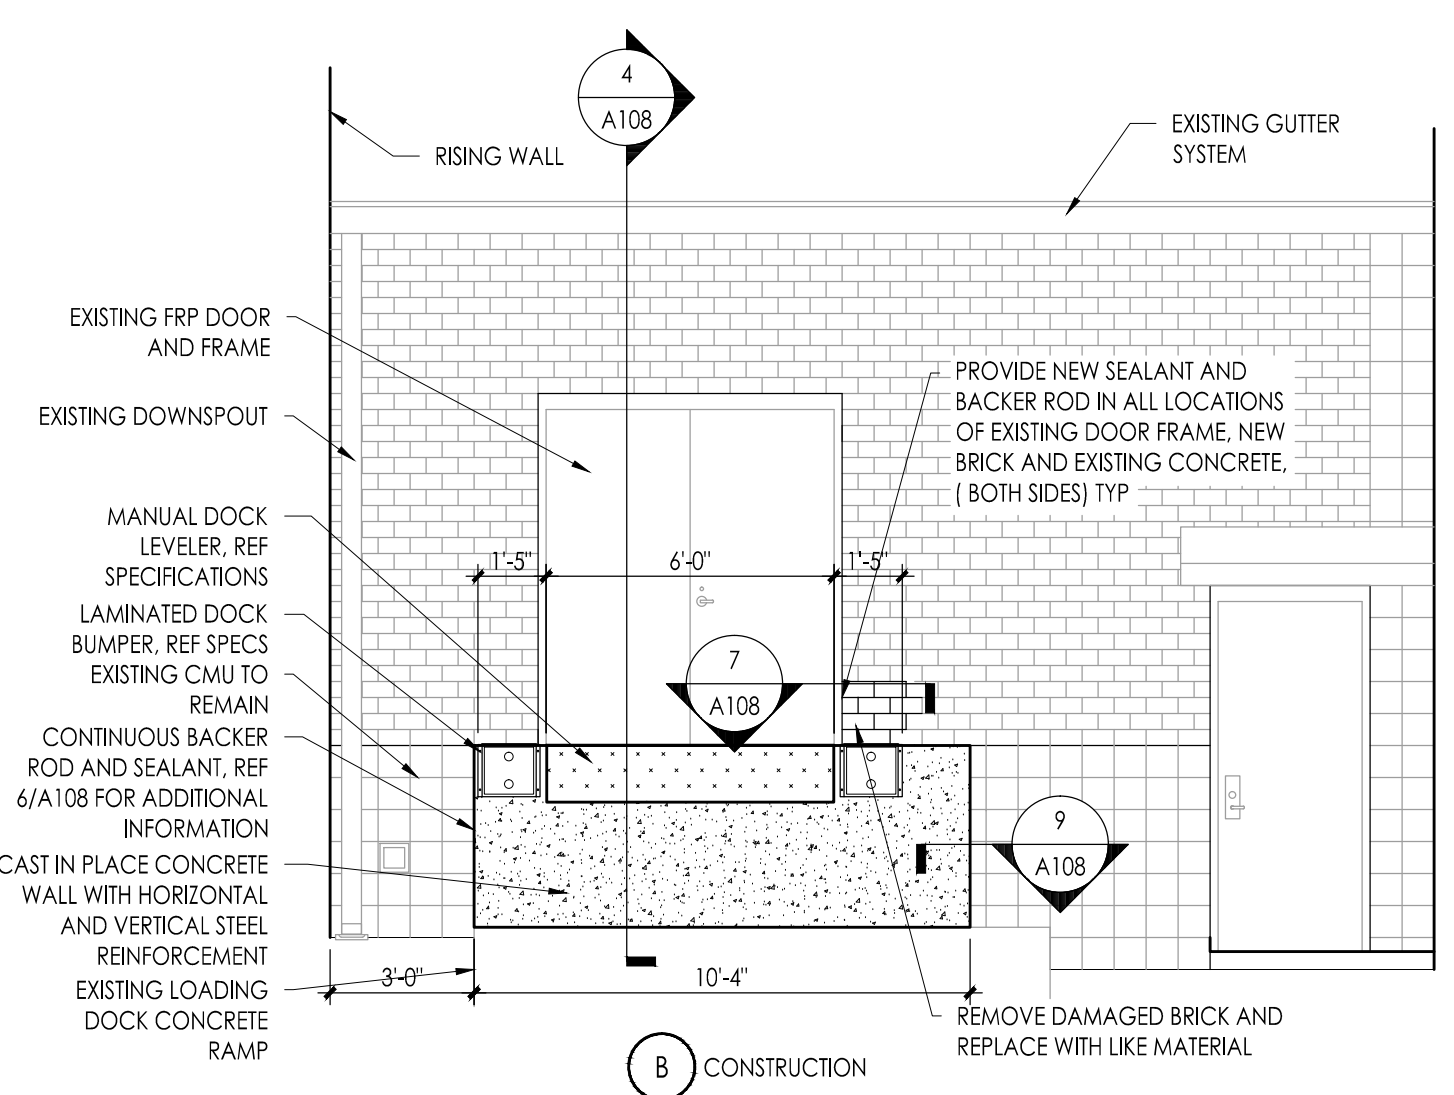 4
A108
RISING WALL
EXISTING GUTTER
SYSTEM
EXISTING FRP DOOR
AND FRAME
EXISTING DOWNSPOUT
PROVIDE NEW SEALANT AND
BACKER ROD IN ALL LOCATIONS
OF EXISTING DOOR FRAME, NEW
BRICK AND EXISTING CONCRETE,
( BOTH SIDES) TYP
MANUAL DOCK
LEVELER, REF
SPECIFICATIONS
1'-5"
6'-0"
1'-5"
LAMINATED DOCK
BUMPER, REF SPECS
EXISTING CMU TO
REMAIN
7
A108
CONTINUOUS BACKER
ROD AND SEALANT, REF
6/A108 FOR ADDITIONAL
INFORMATION
9
A108
CAST IN PLACE CONCRETE
WALL WITH HORIZONTAL
AND VERTICAL STEEL
REINFORCEMENT
3'-0"
10'-4"
EXISTING LOADING
DOCK CONCRETE
RAMP
REMOVE DAMAGED BRICK AND
REPLACE WITH LIKE MATERIAL
B CONSTRUCTION